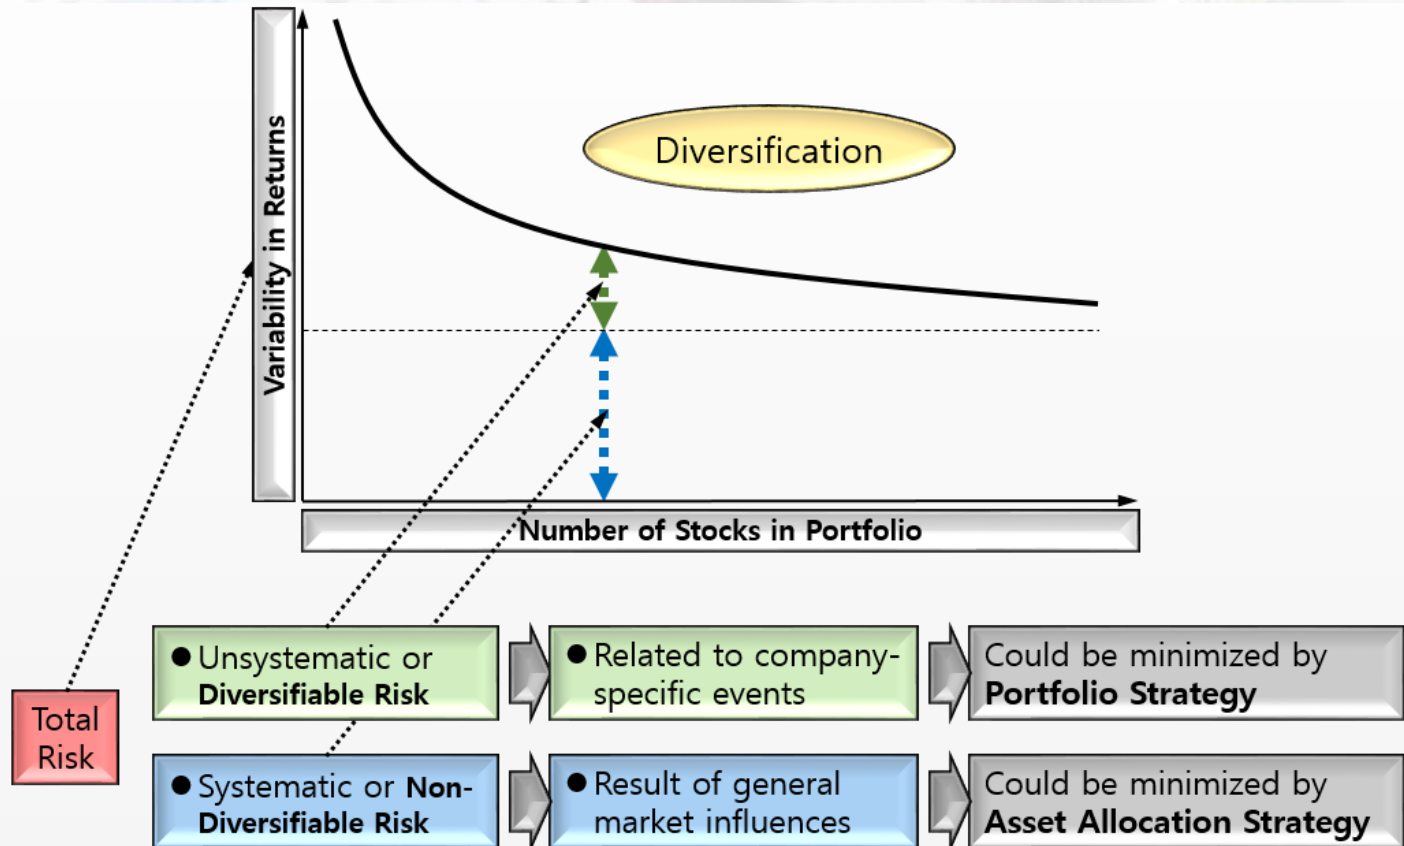 Variability in Returns
Diversification
Number of Stocks in Portfolio
Total
Risk
● Unsystematic or
Diversifiable Risk
● Related to company-
specific events
Could be minimized by
Portfolio Strategy
● Systematic or Non-
Diversifiable Risk
● Result of general
market influences
Could be minimized by
Asset Allocation Strategy